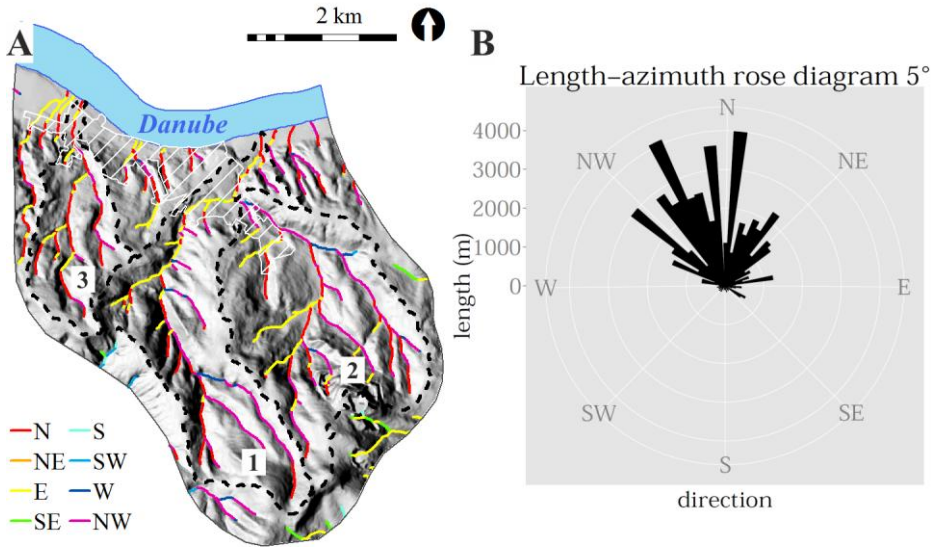 A
2 km
Danube
3
2
1
N
S
NE
SW
E
W
SE
NW
B
Length–azimuth rose diagram 5°
N
NW
NE
4000
3000
2000
1000
0
W
E
length (m)
SW
SE
S
direction